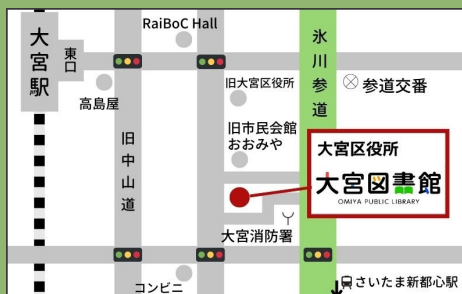 RaiBoC Hall
大宮駅
東口
氷川参道
高島屋
旧大宮区役所
参道交番
旧中山道
旧市民会館
おおみや
大宮区役所
大宮図書館
OMIYA PUBLIC LIBRARY
大宮消防署
コンビニ
さいたま新都心駅